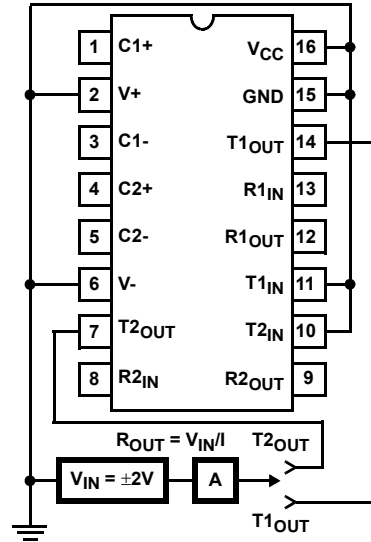 1 C1+ VCC 16
2 V+ GND 15
3 C1- T1OUT 14
4 C2+ R1IN 13
5 C2- R1OUT 12
6 V- T1IN 11
7 T2OUT T2IN 10
8 R2IN R2OUT 9
ROUT = VIN/I T2OUT
VIN = ±2V A
T1OUT